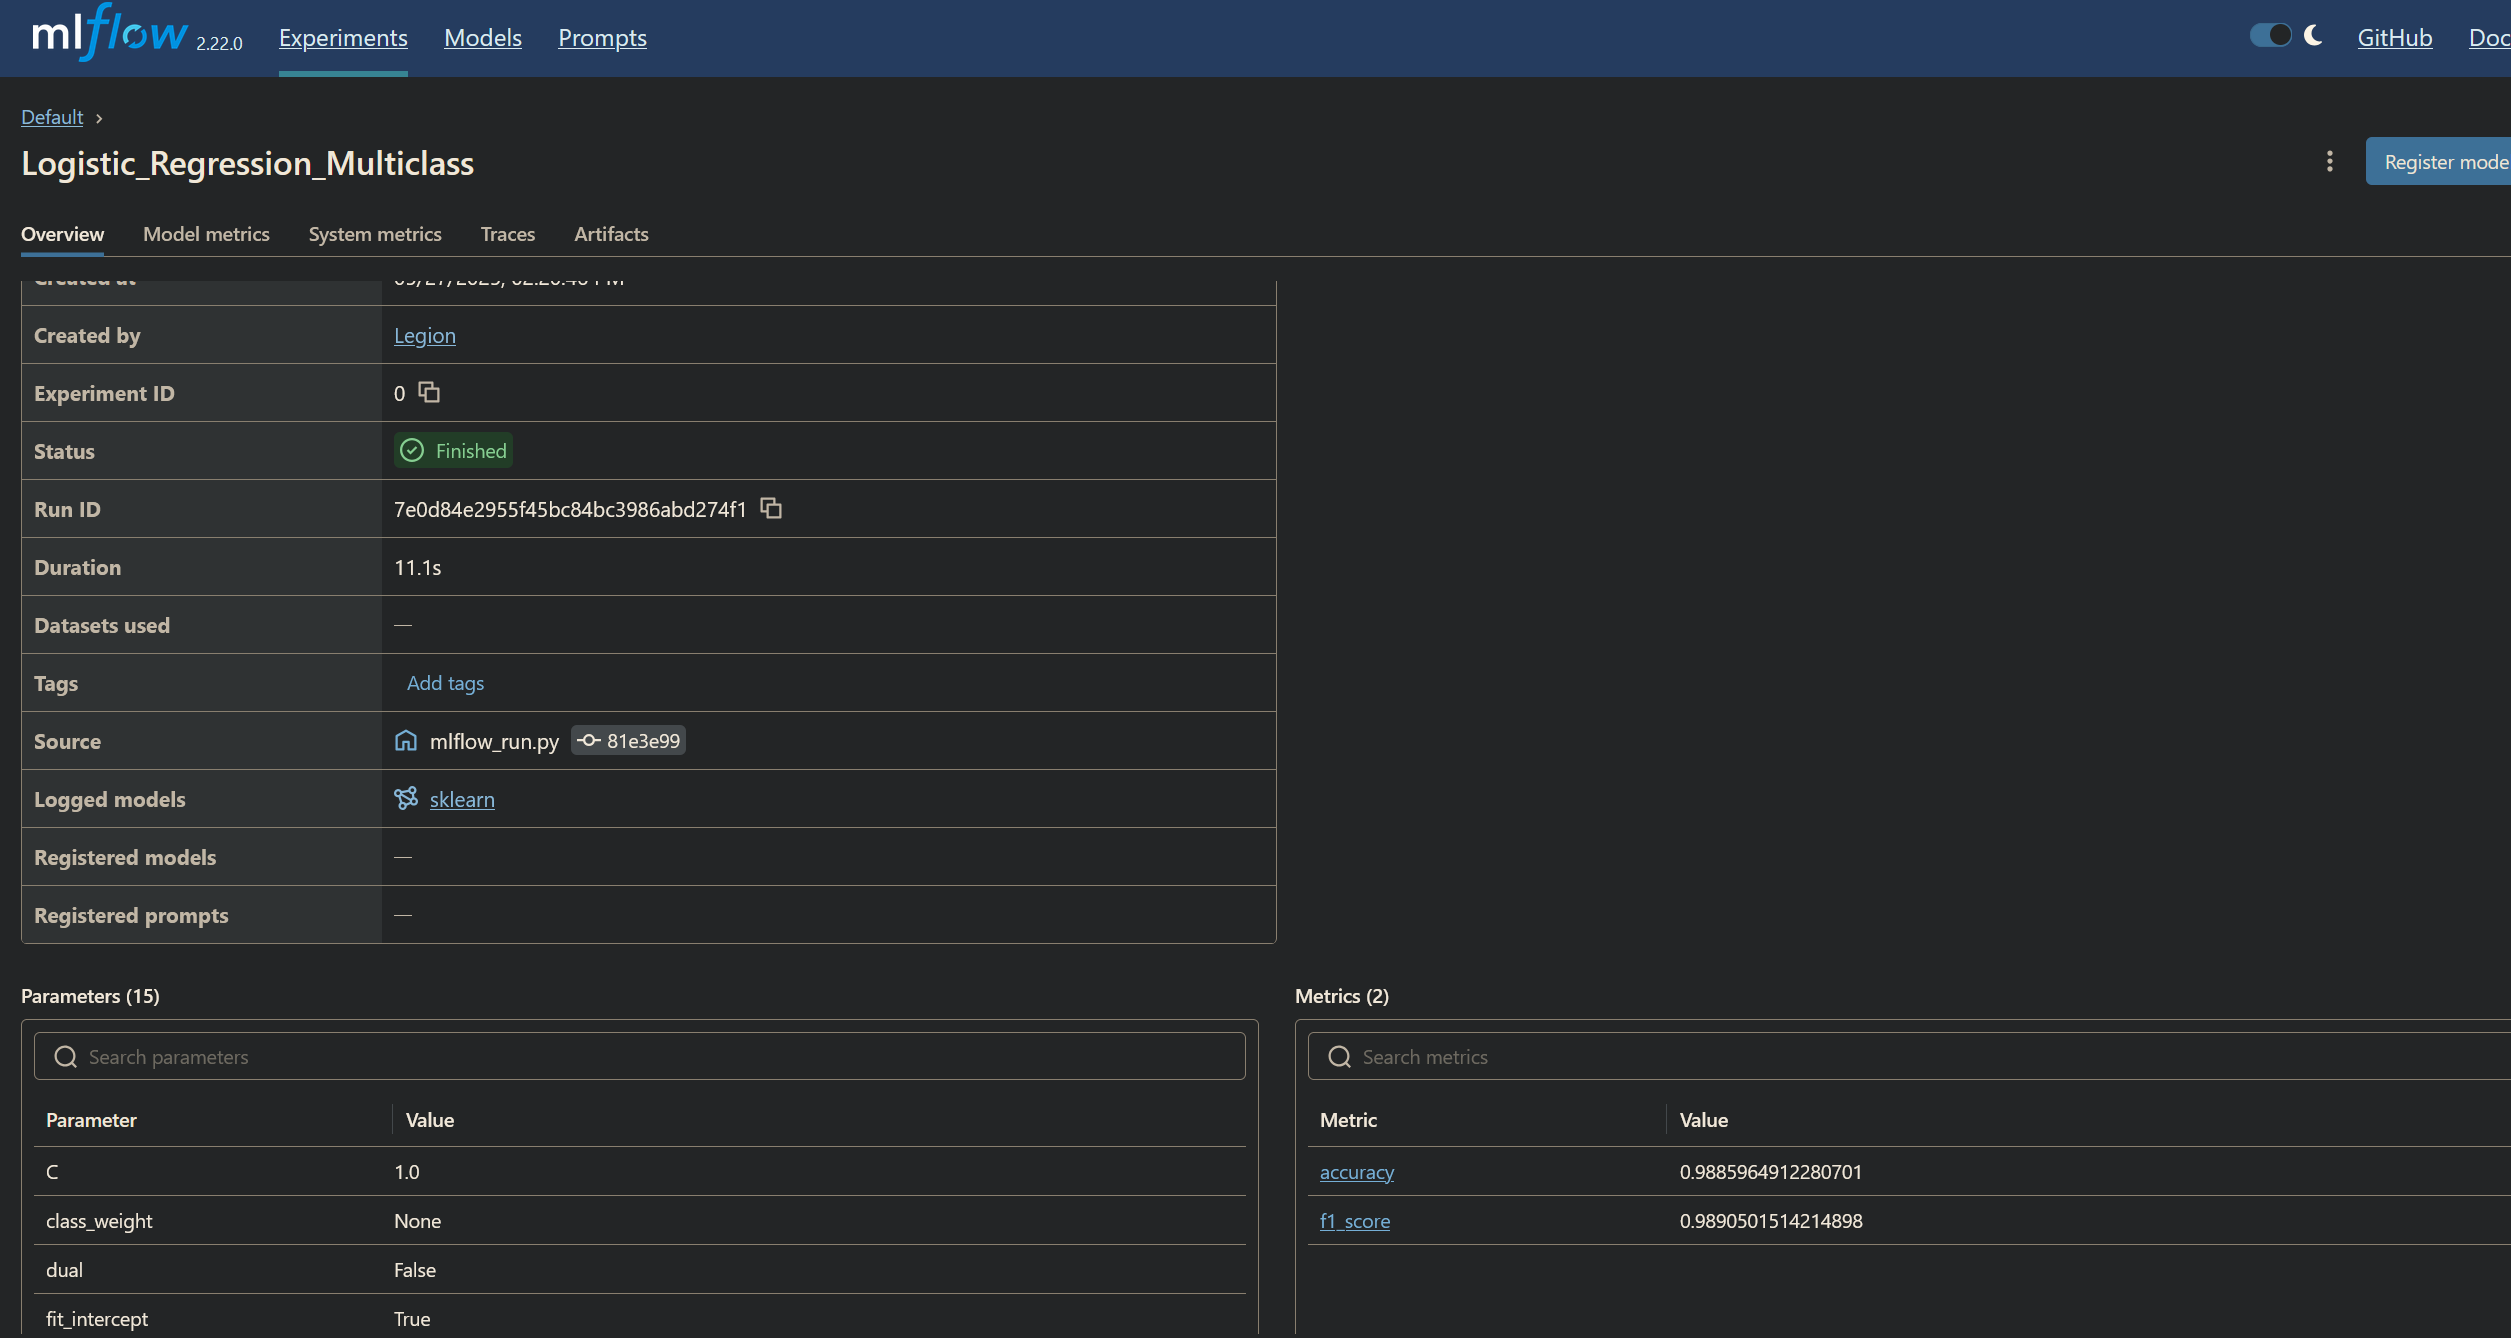 mlflow 2.22.0 Experiments Models Prompts GitHub Doc
Default
Logistic_Regression_Multiclass
Register mode
Overview Model metrics System metrics Traces Artifacts
Created at
Created by Legion
Experiment ID 0
Status Finished
Run ID 7e0d84e2955f45bc84bc3986abd274f1
Duration 11.1s
Datasets used —
Tags Add tags
Source mlflow_run.py 81e3e99
Logged models sklearn
Registered models —
Registered prompts —
Parameters (15) Metrics (2)
Search parameters Search metrics
Parameter Value Metric Value
C 1.0 accuracy 0.9885964912280701
class_weight None f1_score 0.9890501514214898
dual False
fit_intercept True